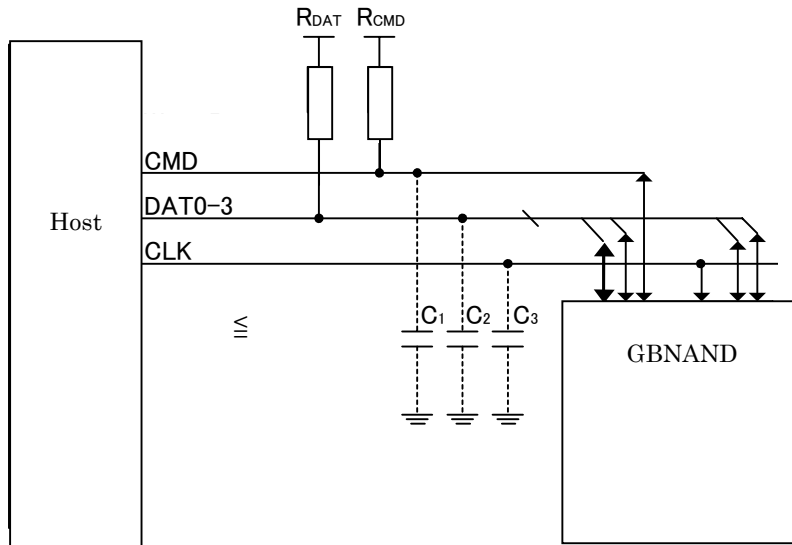 RDAT RCMD
CMD
DAT0-3
Host
CLK
C1 C2 C3
≦
GBNAND